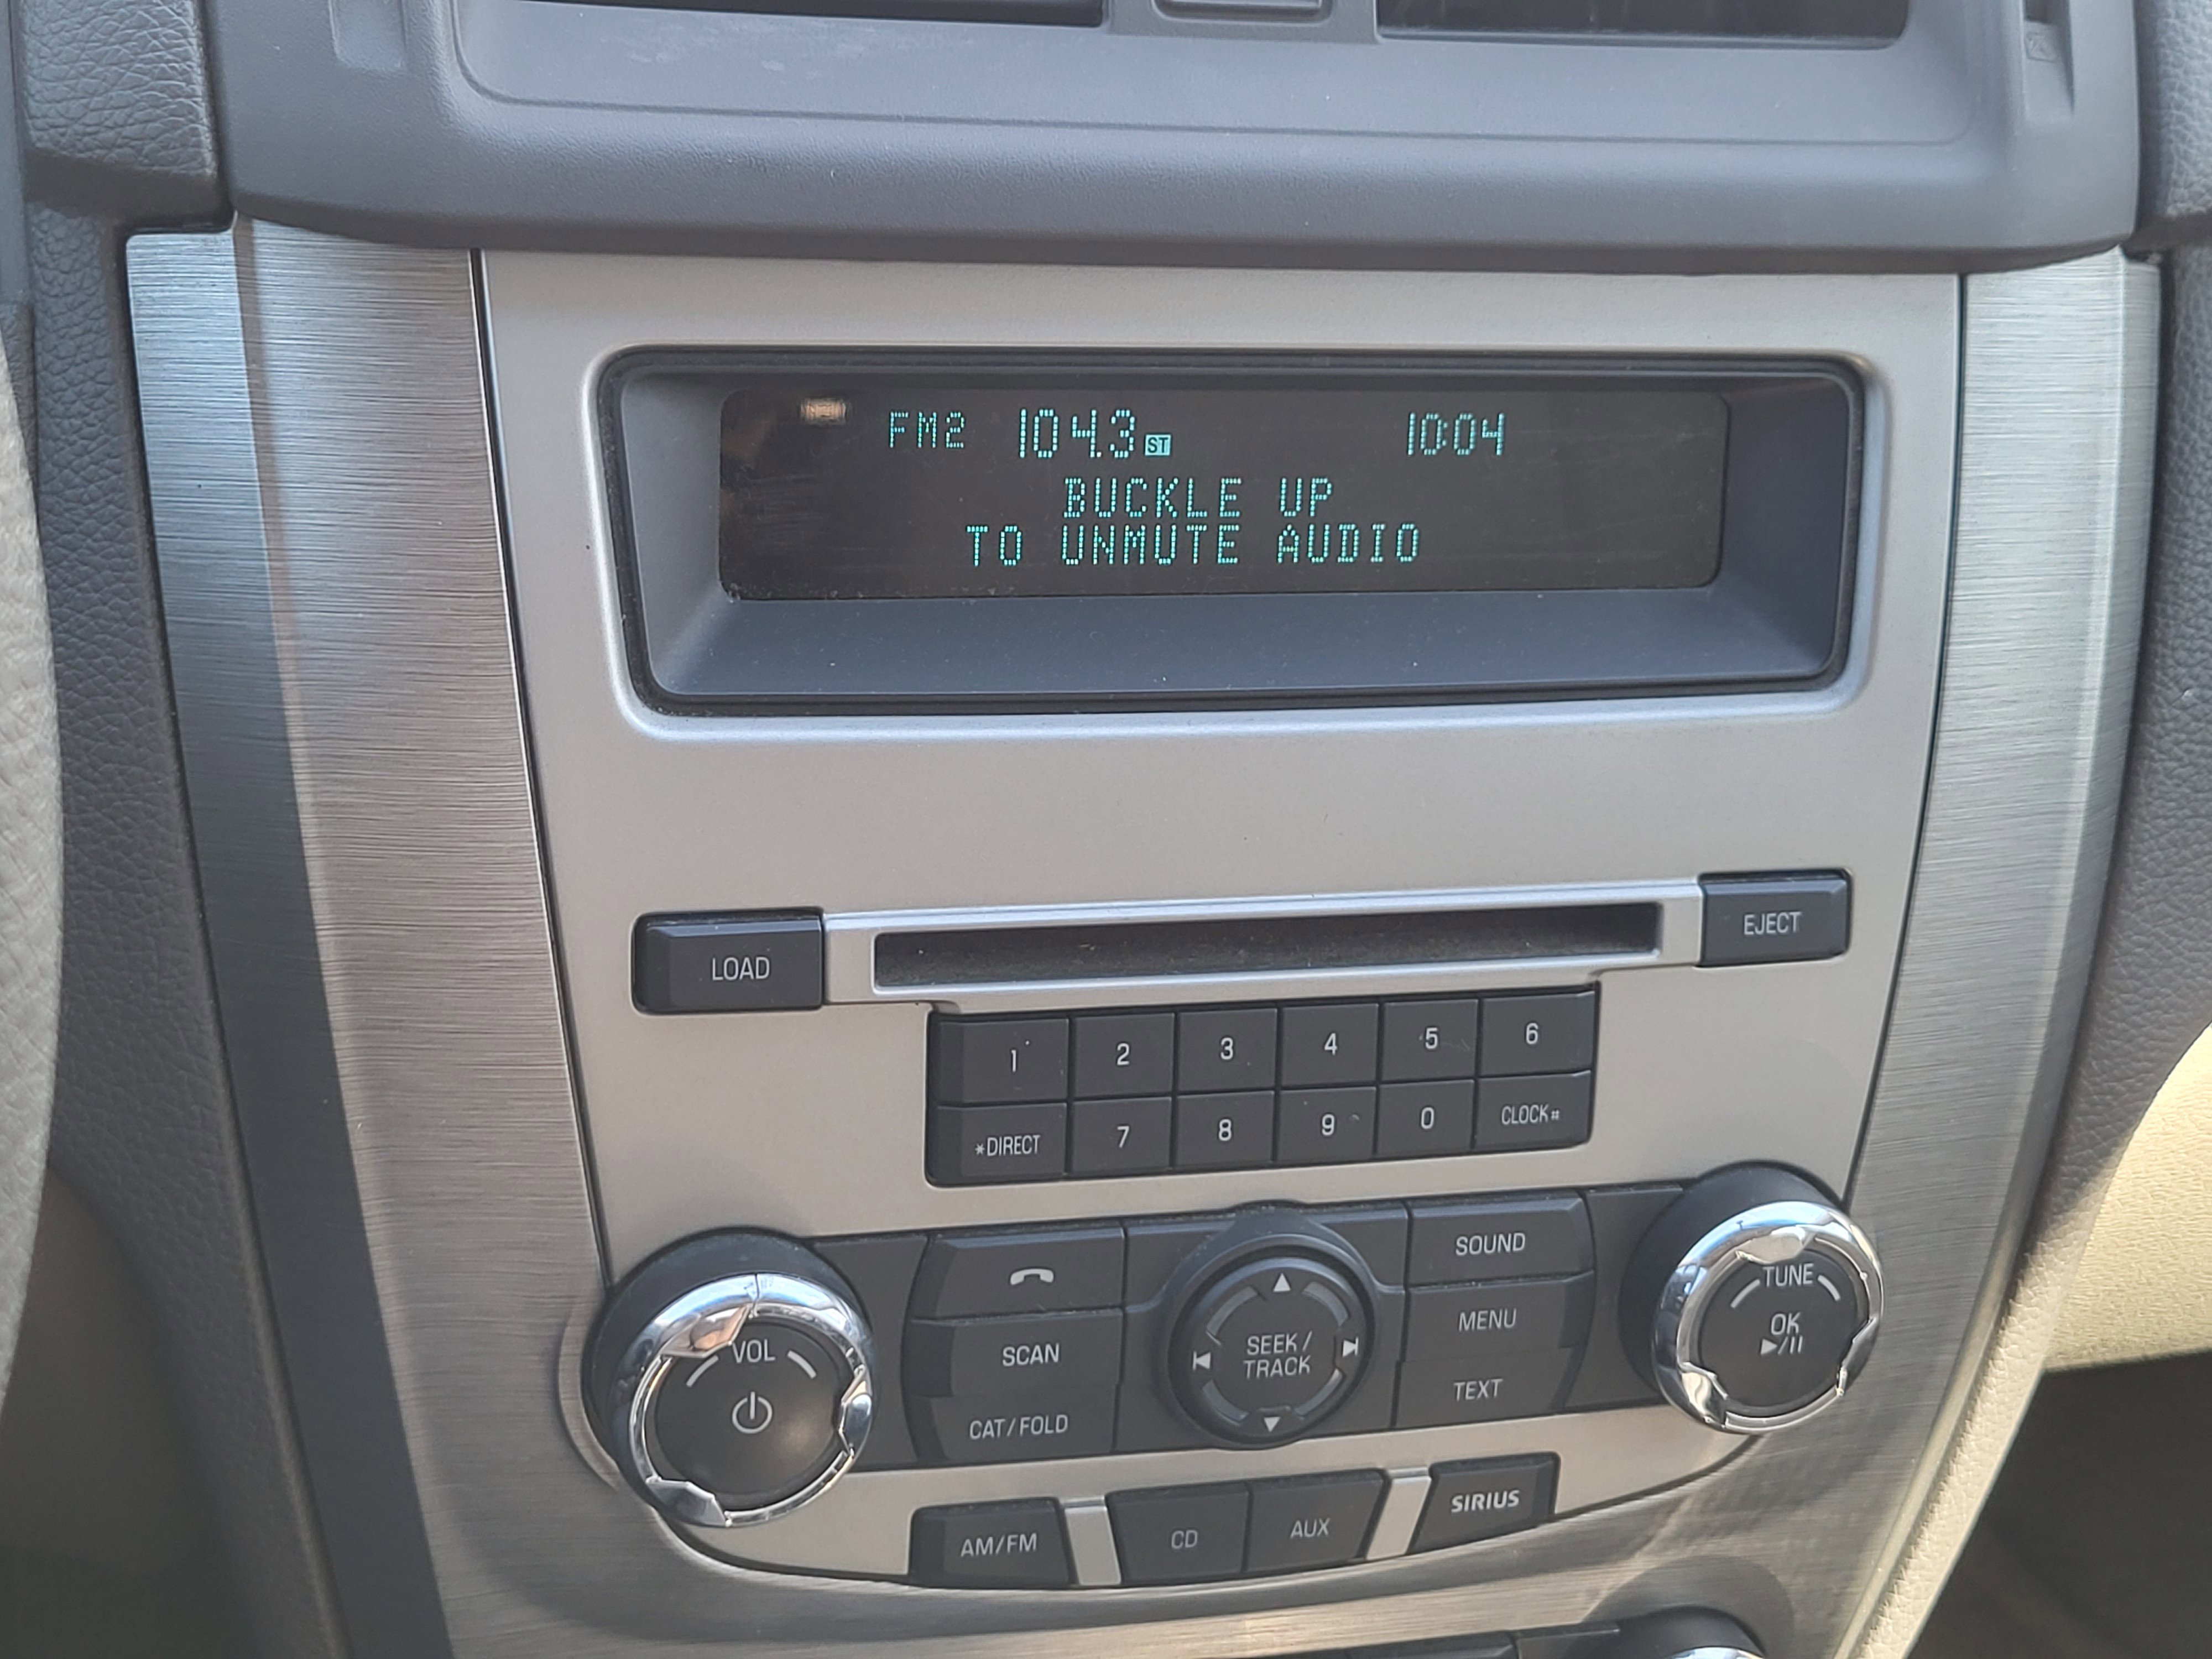 FM2 104.3 ST 10:04
BUCKLE UP
TO UNMUTE AUDIO
LOAD
EJECT
1 2 3 4 5 6
*DIRECT 7 8 9 0 CLOCK#
SOUND
VOL
SCAN
CAT/FOLD
SEEK/
TRACK
MENU
TEXT
TUNE
OK
AM/FM
CD
AUX
SIRIUS